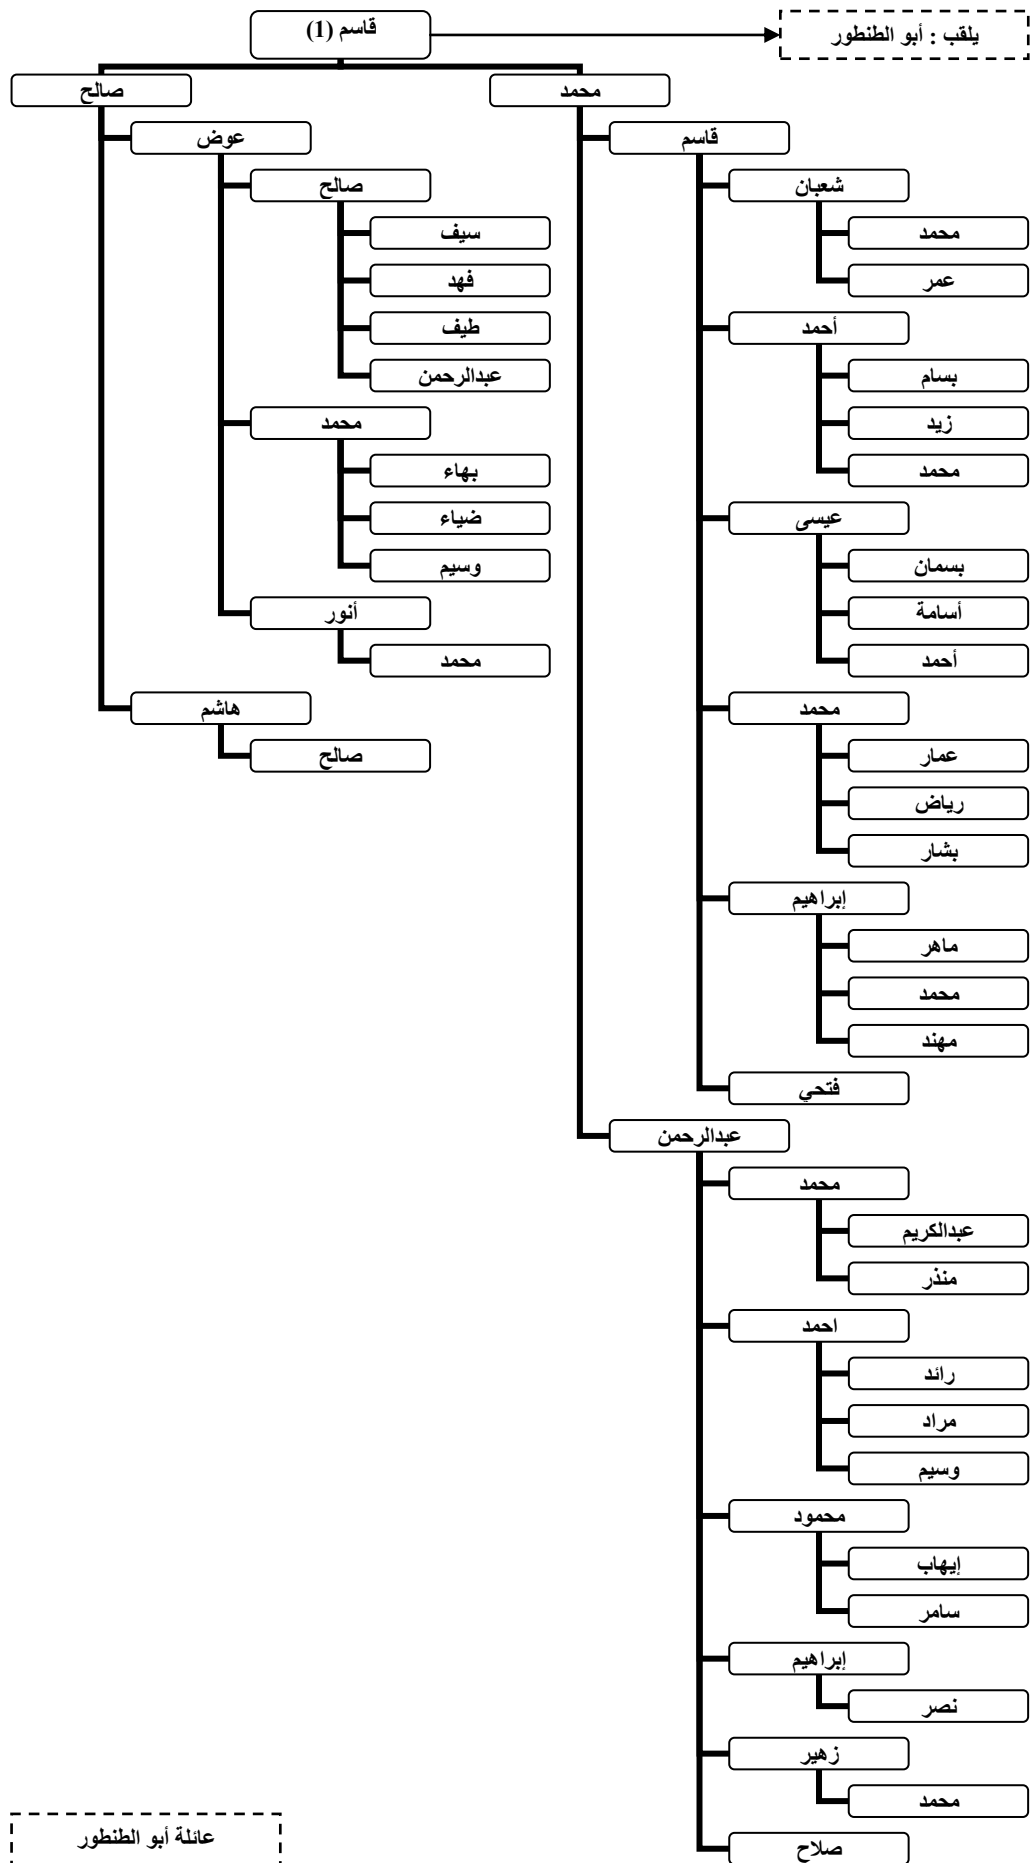 قاسم (1)
يلقب : أبو الطنطور
صالح
عوض
صالح
سيف
فهد
طيف
عبدالرحمن
محمد
بهاء
ضياء
وسيم
أنور
محمد
هاشم
صالح
محمد
قاسم
شعبان
محمد
عمر
أحمد
بسام
زيد
محمد
عيسى
بسمان
أسامة
أحمد
محمد
عمار
رياض
بشار
إبراهيم
ماهر
محمد
مهند
فتحي
عبدالرحمن
محمد
عبدالكريم
منذر
احمد
رائد
مراد
وسيم
محمود
إيهاب
سامر
إبراهيم
نصر
زهير
محمد
صلاح
عائلة أبو الطنطور